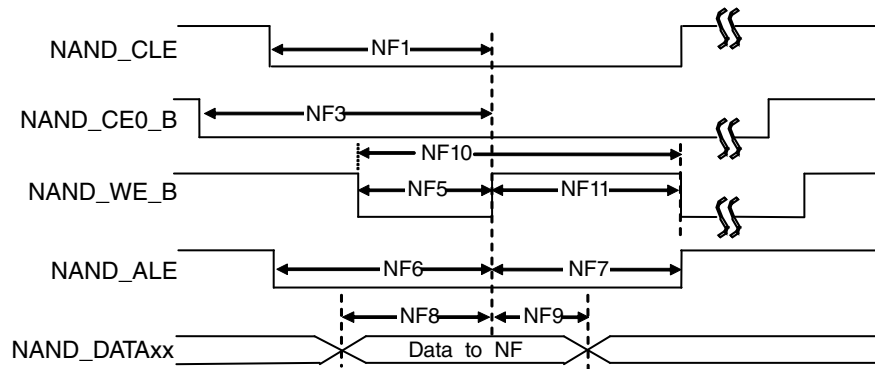 NAND_CLE
NF1
NAND_CE0_B
NF3
NF10
NAND_WE_B
NF5
NF11
NAND_ALE
NF6
NF7
NF8
NF9
NAND_DATAxx
Data to NF